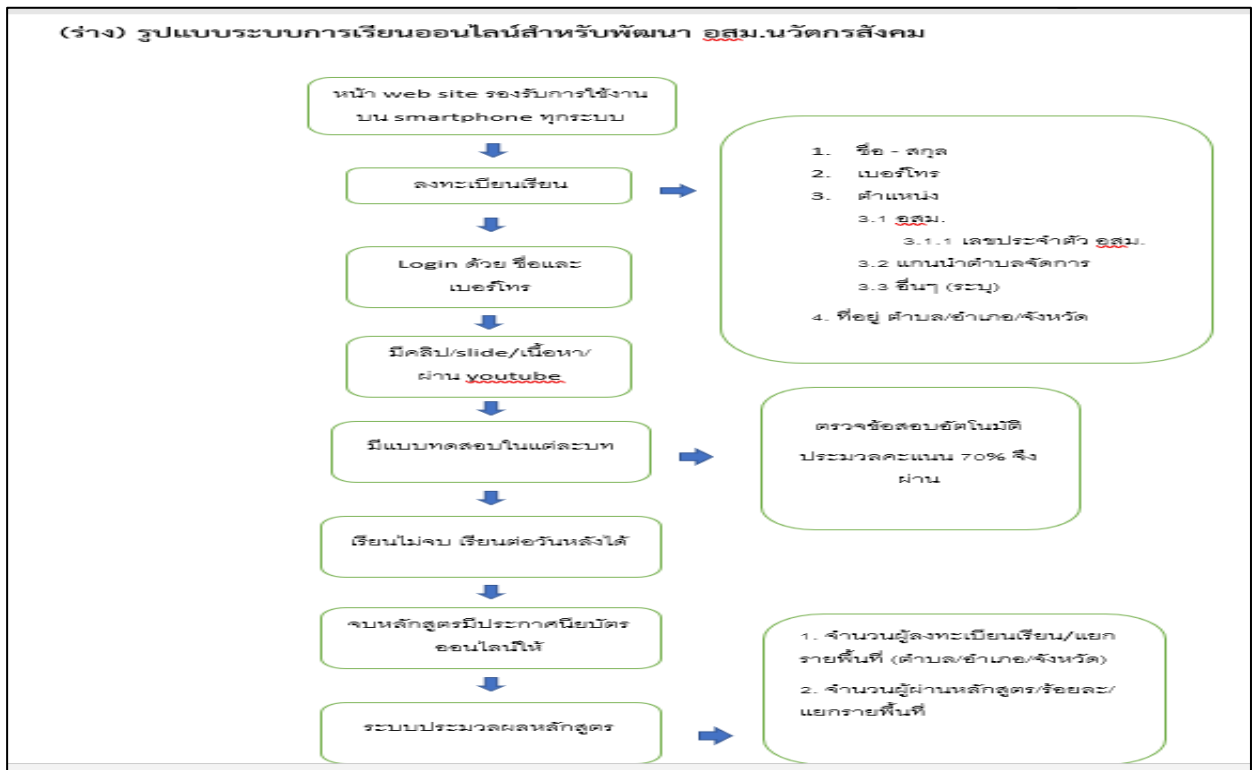 (ร่าง) รูปแบบระบบการเรียนออนไลน์สำหรับพัฒนา อสม.นวัตกรสังคม
หน้า web site รองรับการใช้งาน
บน smartphone ทุกระบบ
ลงทะเบียนเรียน
1. ชื่อ - สกุล
2. เบอร์โทร
3. ตำแหน่ง
3.1 อสม.
3.1.1 เลขประจำตัว อสม.
3.2 แกนนำตำบลจัดการ
3.3 อื่นๆ (ระบุ)
4. ที่อยู่ ตำบล/อำเภอ/จังหวัด
Login ด้วย ชื่อและ
เบอร์โทร
มีคลิป/slide/เนื้อหา/
ผ่าน youtube
มีแบบทดสอบในแต่ละบท
ตรวจข้อสอบอัตโนมัติ
ประมวลคะแนน 70% จึง
ผ่าน
เรียนไม่จบ เรียนต่อวันหลังได้
จบหลักสูตรมีประกาศนียบัตร
ออนไลน์ให้
ระบบประมวลผลหลักสูตร
1. จำนวนผู้ลงทะเบียนเรียน/แยก
รายพื้นที่ (ตำบล/อำเภอ/จังหวัด)
2. จำนวนผู้ผ่านหลักสูตร/ร้อยละ/
แยกรายพื้นที่